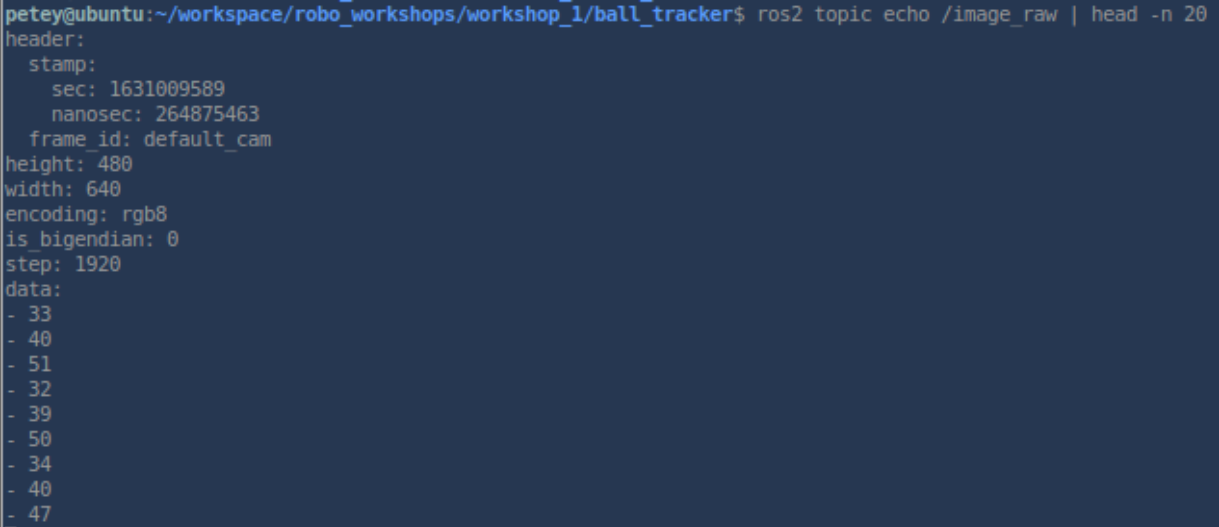 petey@ubuntu:~/workspace/robo_workshops/workshop_1/ball_tracker$ ros2 topic echo /image_raw | head -n 20
header:
  stamp:
    sec: 1631009589
    nanosec: 264875463
  frame_id: default_cam
height: 480
width: 640
encoding: rgb8
is_bigendian: 0
step: 1920
data:
- 33
- 40
- 51
- 32
- 39
- 50
- 34
- 40
- 47